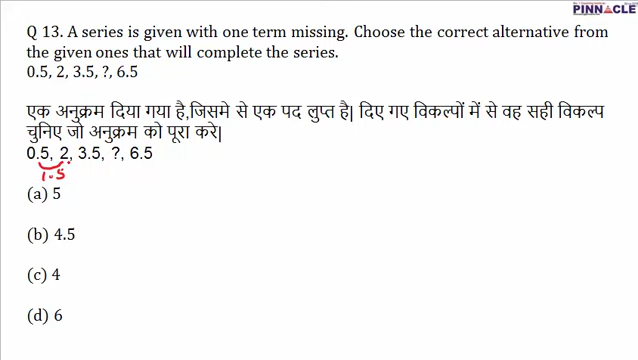 PINNACLE
Q 13. A series is given with one term missing. Choose the correct alternative from
the given ones that will complete the series.
0.5, 2, 3.5, ?, 6.5
एक अनुक्रम दिया गया है,जिसमे से एक पद लुप्त है| दिए गए विकल्पों में से वह सही विकल्प
चुनिए जो अनुक्रम को पूरा करे|
0.5, 2, 3.5, ?, 6.5
1.5
(a) 5
(b) 4.5
(c) 4
(d) 6